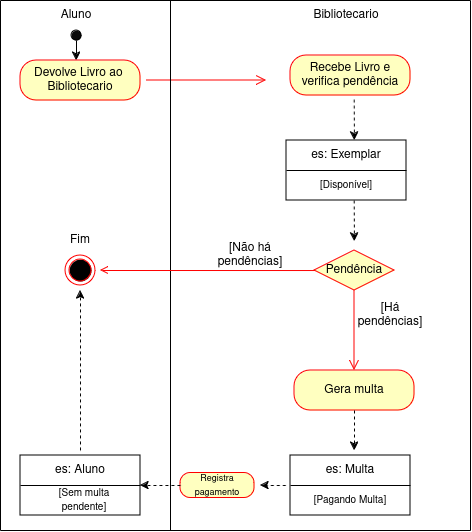 Aluno
Bibliotecario
Devolve Livro ao
Bibliotecario
Recebe Livro e
verifica pendência
es: Exemplar
[Disponível]
Fim
[Não há
pendências]
Pendência
[Há
pendências]
Gera multa
es: Aluno
[Sem multa
pendente]
Registra
pagamento
es: Multa
[Pagando Multa]